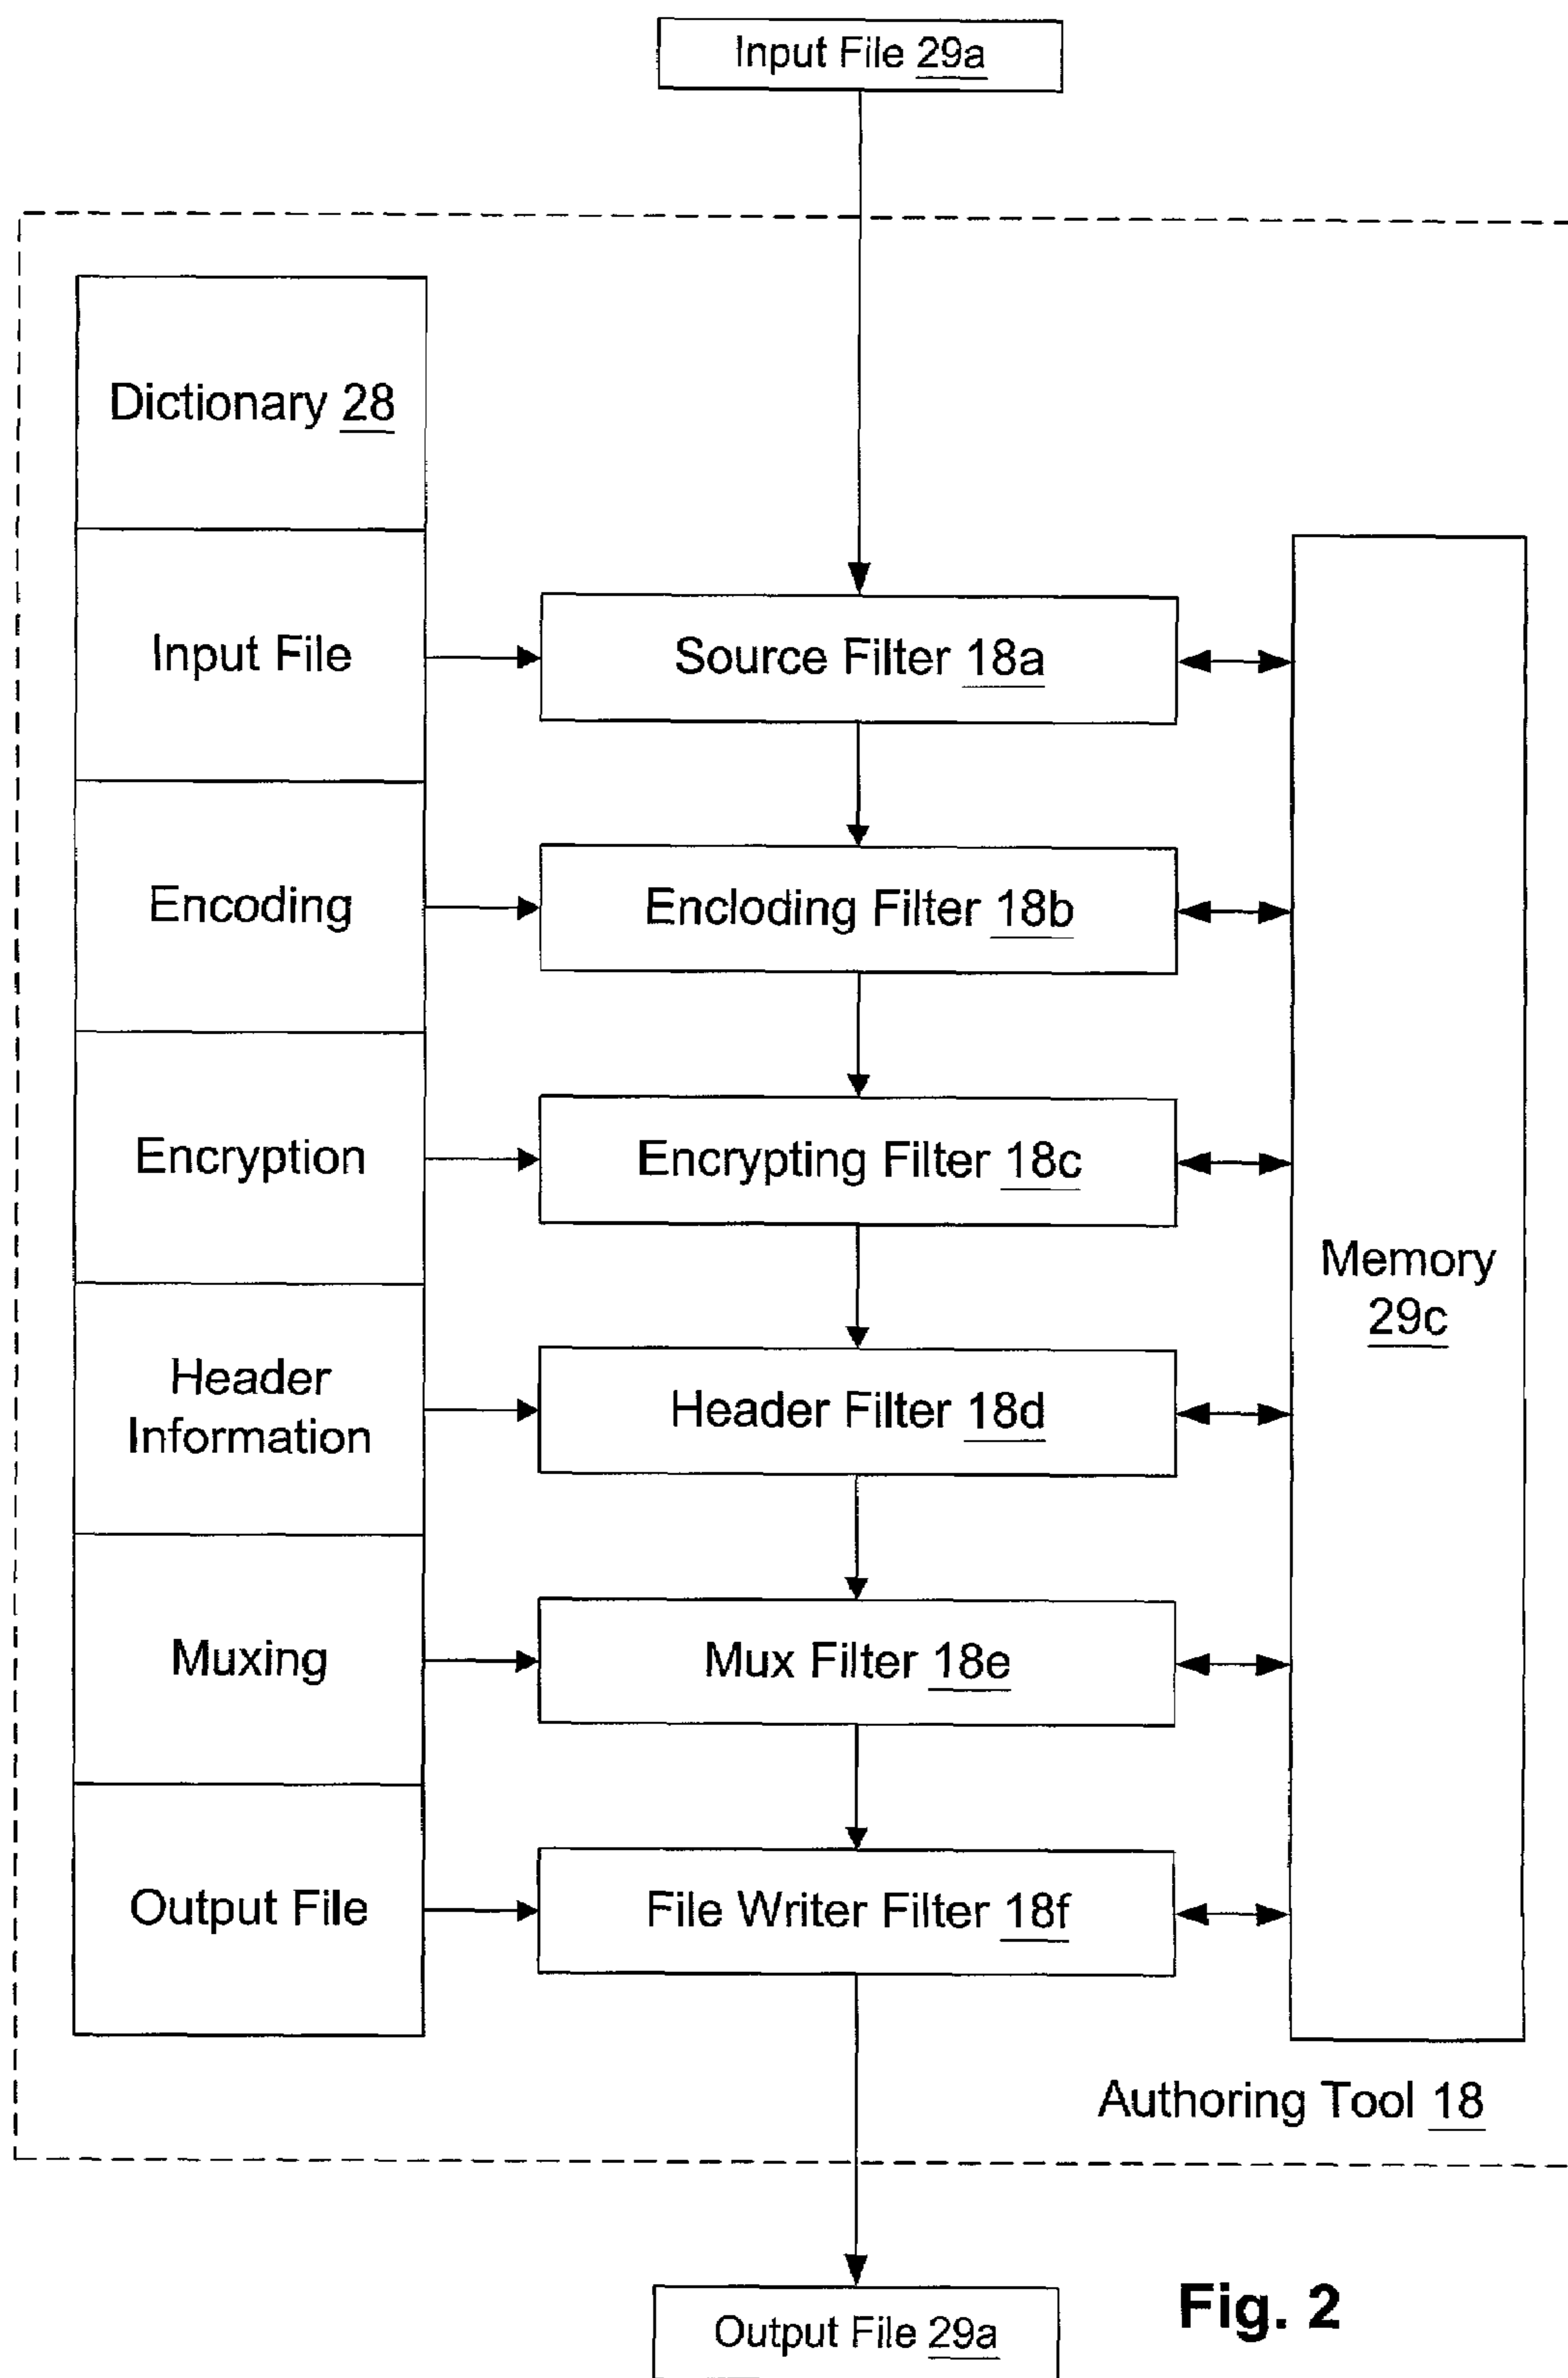 Input File 29a
Dictionary 28
Input File
Source Filter 18a
Encoding
Encloding Filter 18b
Encryption
Encrypting Filter 18c
Memory
29c
Header
Information
Header Filter 18d
Muxing
Mux Filter 18e
Output File
File Writer Filter 18f
Authoring Tool 18
Output File 29a
Fig. 2